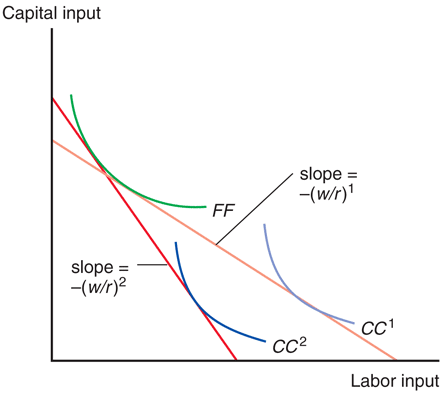 Capital input
slope =
–(w/r)¹
FF
slope =
–(w/r)²
CC¹
CC²
Labor input